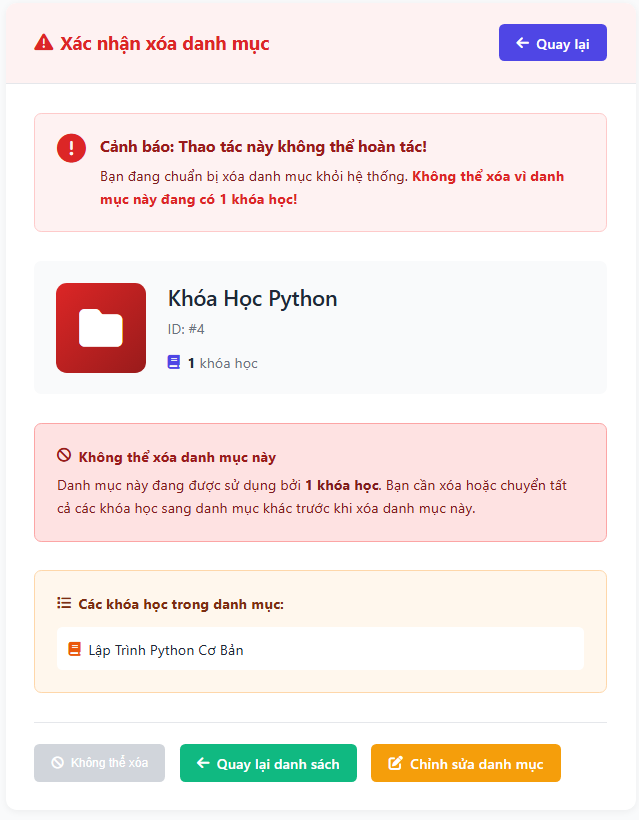 Xác nhận xóa danh mục
Quay lại
Cảnh báo: Thao tác này không thể hoàn tác!
Bạn đang chuẩn bị xóa danh mục khỏi hệ thống. Không thể xóa vì danh
mục này đang có 1 khóa học!
Khóa Học Python
ID: #4
1 khóa học
Không thể xóa danh mục này
Danh mục này đang được sử dụng bởi 1 khóa học. Bạn cần xóa hoặc chuyển tất
cả các khóa học sang danh mục khác trước khi xóa danh mục này.
Các khóa học trong danh mục:
Lập Trình Python Cơ Bản
Không thể xóa
Quay lại danh sách
Chỉnh sửa danh mục